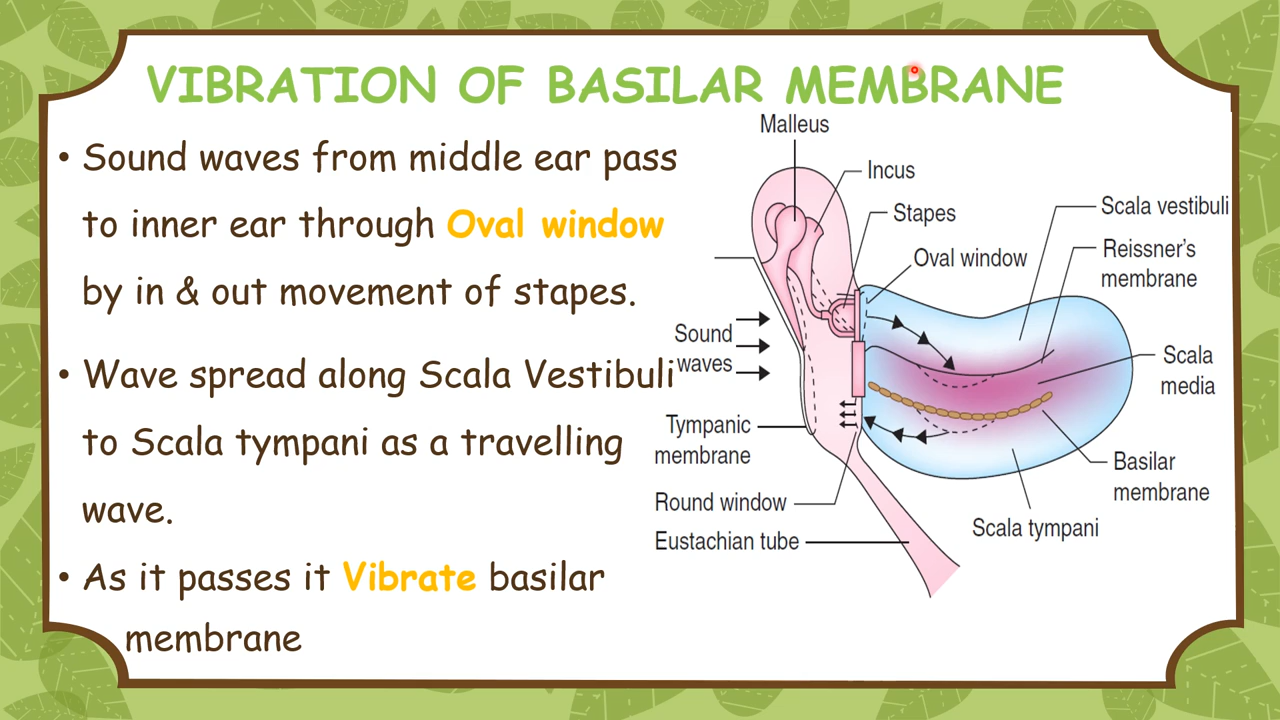 VIBRATION OF BASILAR MEMBRANE
• Sound waves from middle ear pass
to inner ear through Oval window
by in & out movement of stapes.
• Wave spread along Scala Vestibuli
to Scala tympani as a travelling
wave.
• As it passes it Vibrate basilar
membrane
Malleus
Incus
Stapes
Oval window
Scala vestibuli
Reissner's
membrane
Sound
waves
Scala
media
Tympanic
membrane
Basilar
membrane
Round window
Scala tympani
Eustachian tube